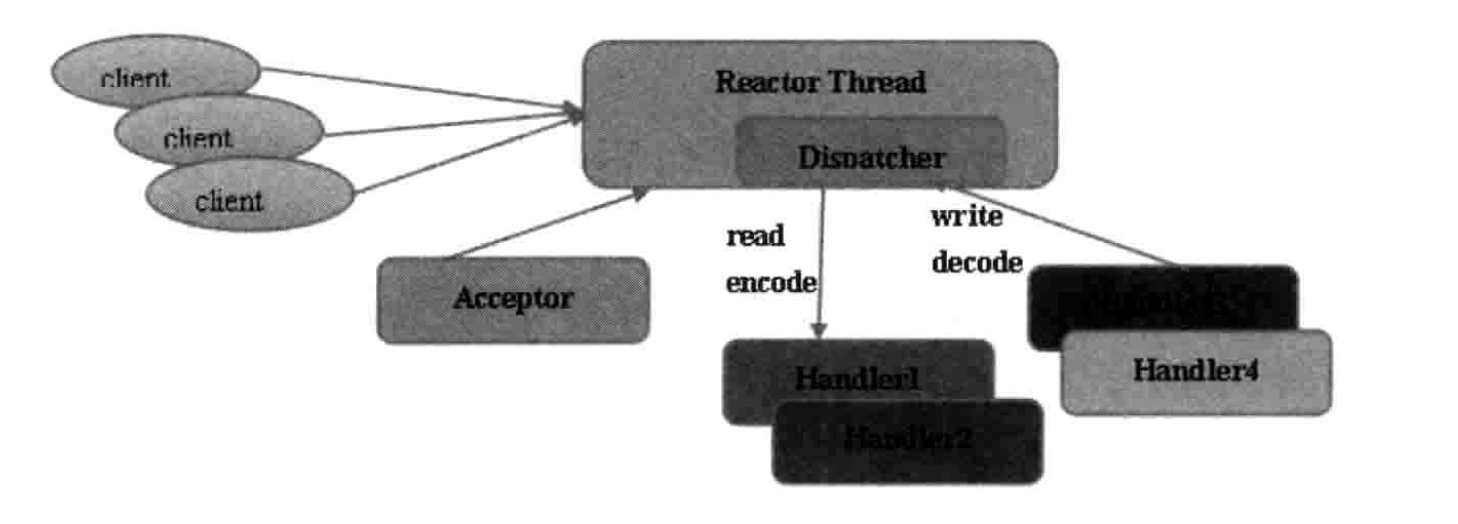 client
client
client
Reactor Thread
Dispatcher
read
encode
write
decode
Acceptor
Handler1
Handler2
Handler4